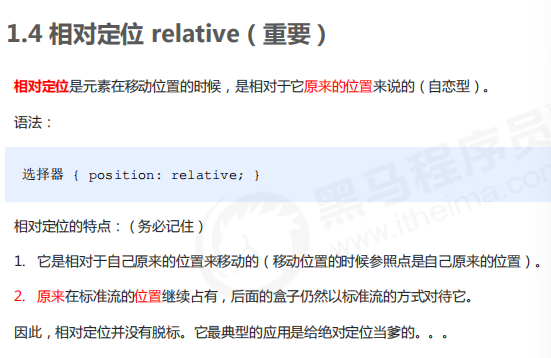 1.4 相对定位 relative（重要）
相对定位是元素在移动位置的时候，是相对于它原来的位置来说的（自恋型）。
语法：
选择器 { position: relative; }
相对定位的特点：（务必记住）
1. 它是相对于自己原来的位置来移动的（移动位置的时候参照点是自己原来的位置）。
2. 原来在标准流的位置继续占有，后面的盒子仍然以标准流的方式对待它。
因此，相对定位并没有脱标。它最典型的应用是给绝对定位当爹的。。。
黑马程序员
www.itheima.com